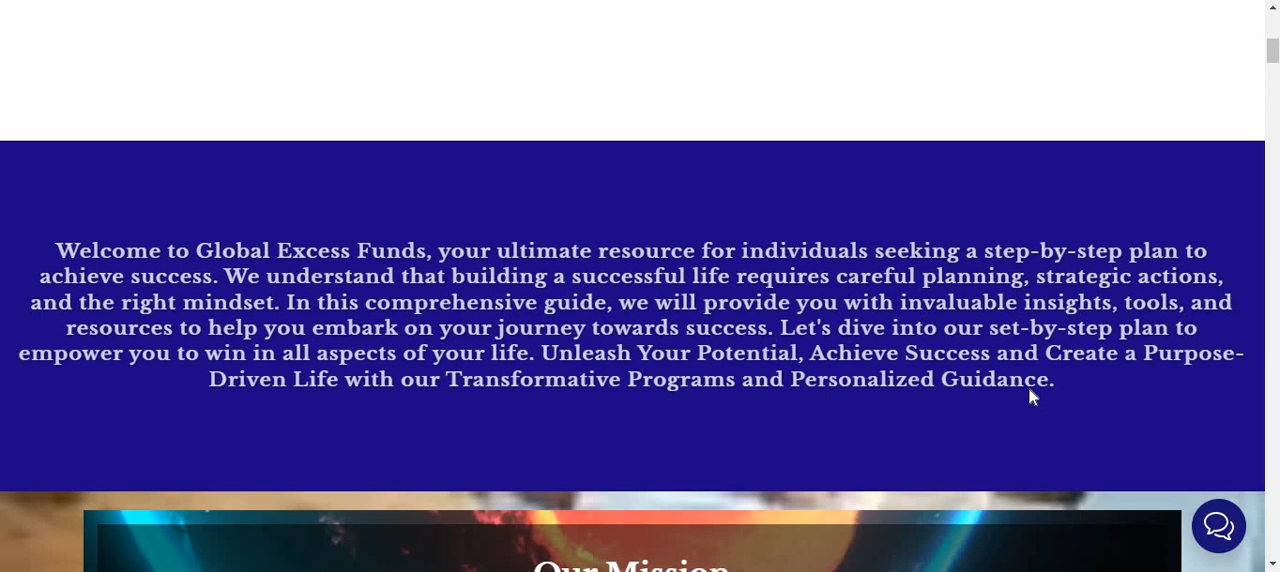 Welcome to Global Excess Funds, your ultimate resource for individuals seeking a step-by-step plan to
achieve success. We understand that building a successful life requires careful planning, strategic actions,
and the right mindset. In this comprehensive guide, we will provide you with invaluable insights, tools, and
resources to help you embark on your journey towards success. Let's dive into our set-by-step plan to
empower you to win in all aspects of your life. Unleash Your Potential, Achieve Success and Create a Purpose-
Driven Life with our Transformative Programs and Personalized Guidance.
Our Mission